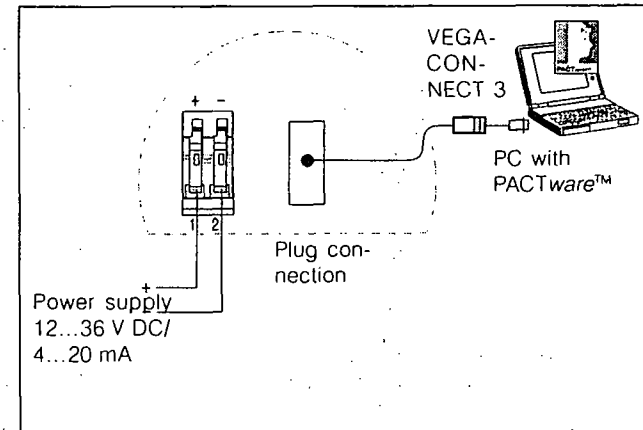 VEGA-
CON-
NECT 3
PACTware
+ -
PC with
PACTware™
1 2
Plug con-
nection
+
-
Power supply
12...36 V DC/
4...20 mA